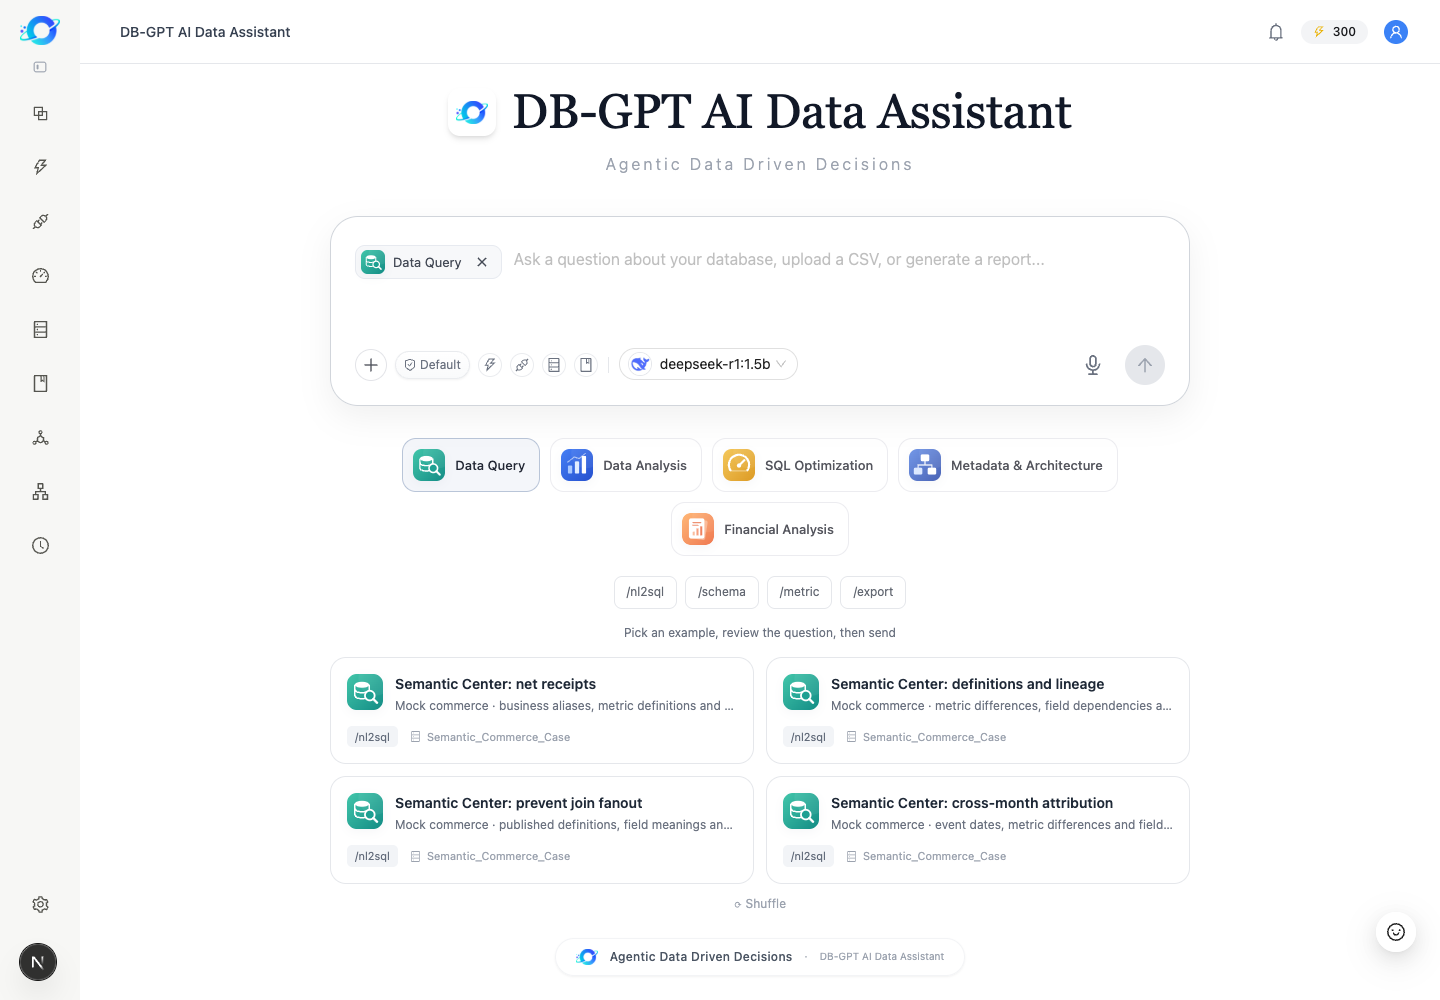 DB-GPT AI Data Assistant
300
DB-GPT AI Data Assistant
Agentic Data Driven Decisions
Data Query
Ask a question about your database, upload a CSV, or generate a report...
Default
deepseek-r1:1.5b
Data Query
Data Analysis
SQL Optimization
Metadata & Architecture
Financial Analysis
/nl2sql
/schema
/metric
/export
Pick an example, review the question, then send
Semantic Center: net receipts
Mock commerce · business aliases, metric definitions and ...
/nl2sql
Semantic_Commerce_Case
Semantic Center: definitions and lineage
Mock commerce · metric differences, field dependencies a...
/nl2sql
Semantic_Commerce_Case
Semantic Center: prevent join fanout
Mock commerce · published definitions, field meanings an...
/nl2sql
Semantic_Commerce_Case
Semantic Center: cross-month attribution
Mock commerce · event dates, metric differences and field...
/nl2sql
Semantic_Commerce_Case
Shuffle
N
Agentic Data Driven Decisions · DB-GPT AI Data Assistant